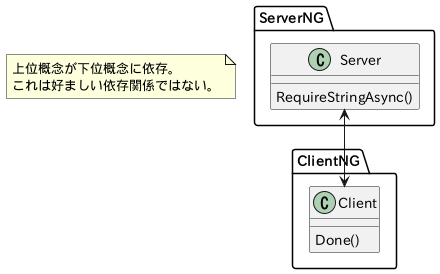 ServerNG
上位概念が下位概念に依存。
これは好ましい依存関係ではない。
C Server
RequireStringAsync()
ClientNG
C Client
Done()